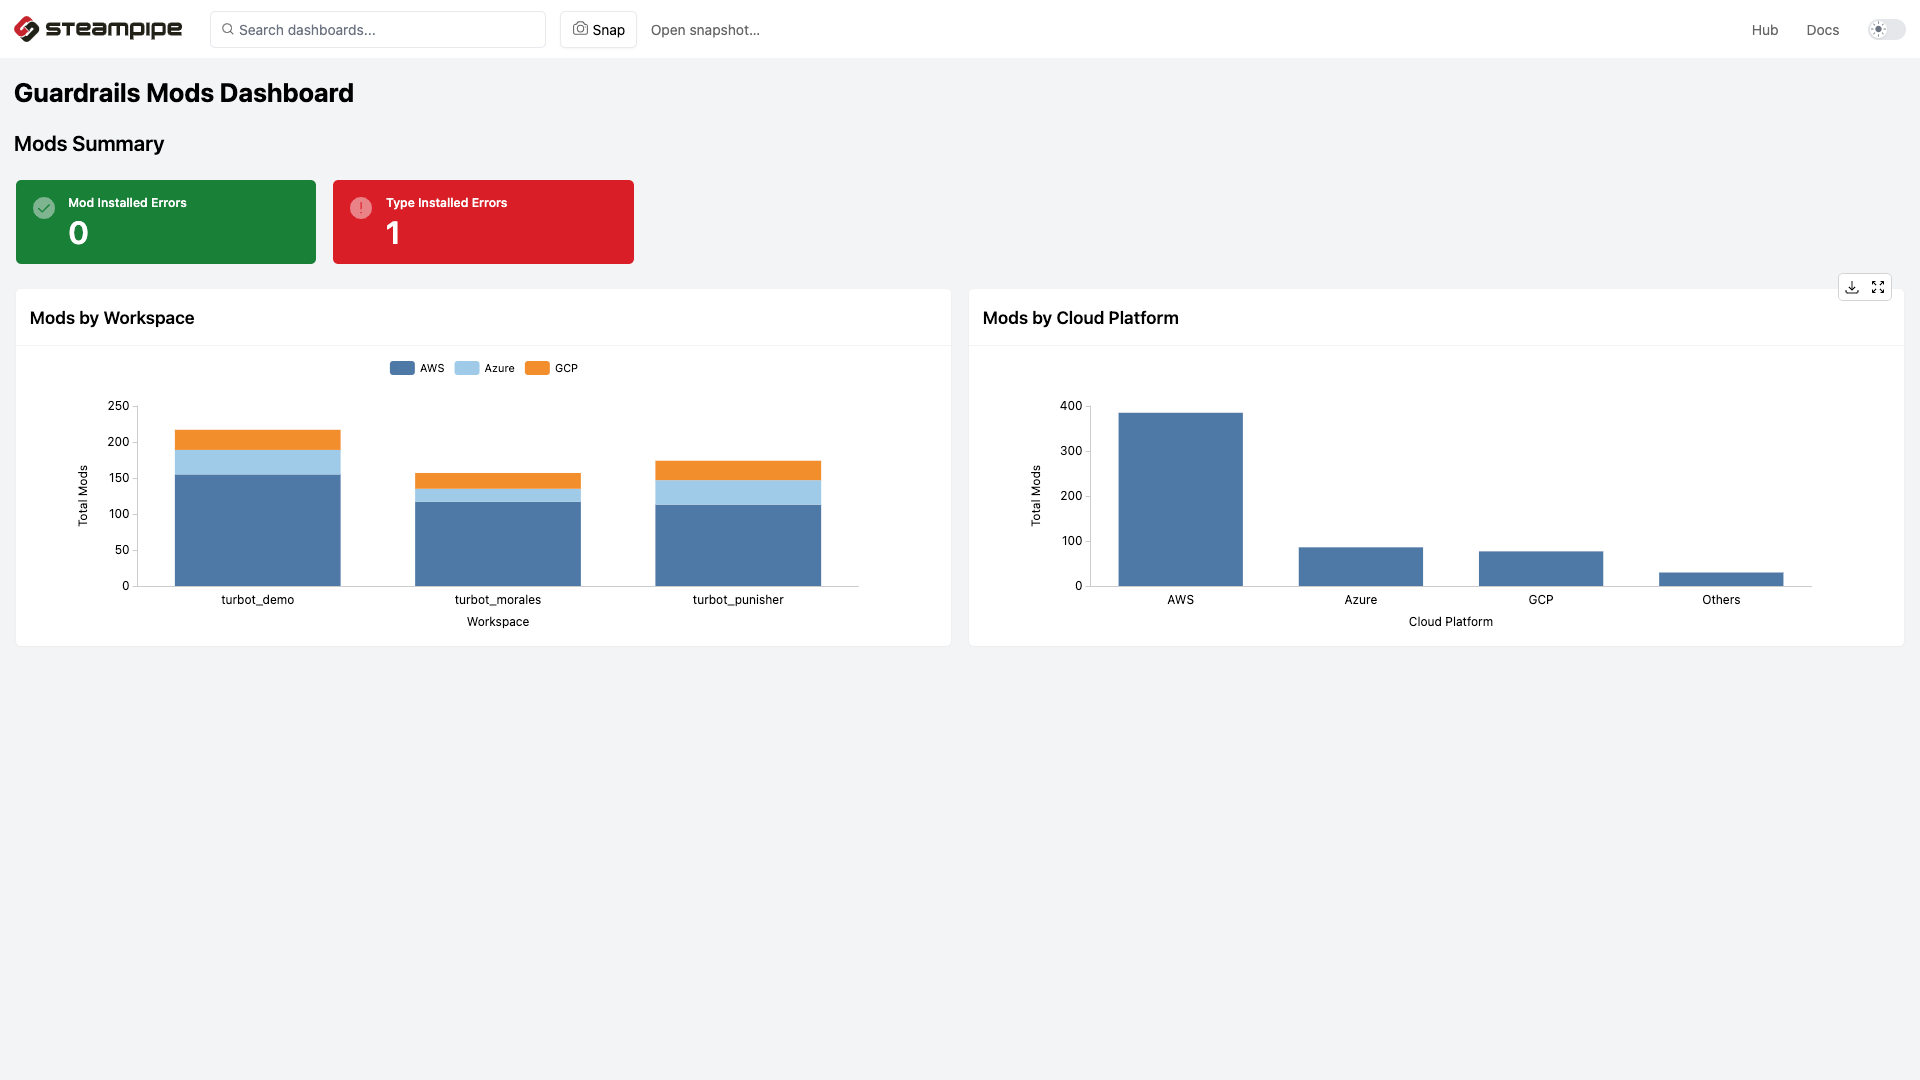 steampipe
Search dashboards...
Snap
Open snapshot...
Hub
Docs
Guardrails Mods Dashboard
Mods Summary
Mod Installed Errors
0
Type Installed Errors
1
Mods by Workspace
AWS
Azure
GCP
250
200
150
100
50
0
Total Mods
turbot_demo
turbot_morales
turbot_punisher
Workspace
Mods by Cloud Platform
400
300
200
100
0
Total Mods
AWS
Azure
GCP
Others
Cloud Platform